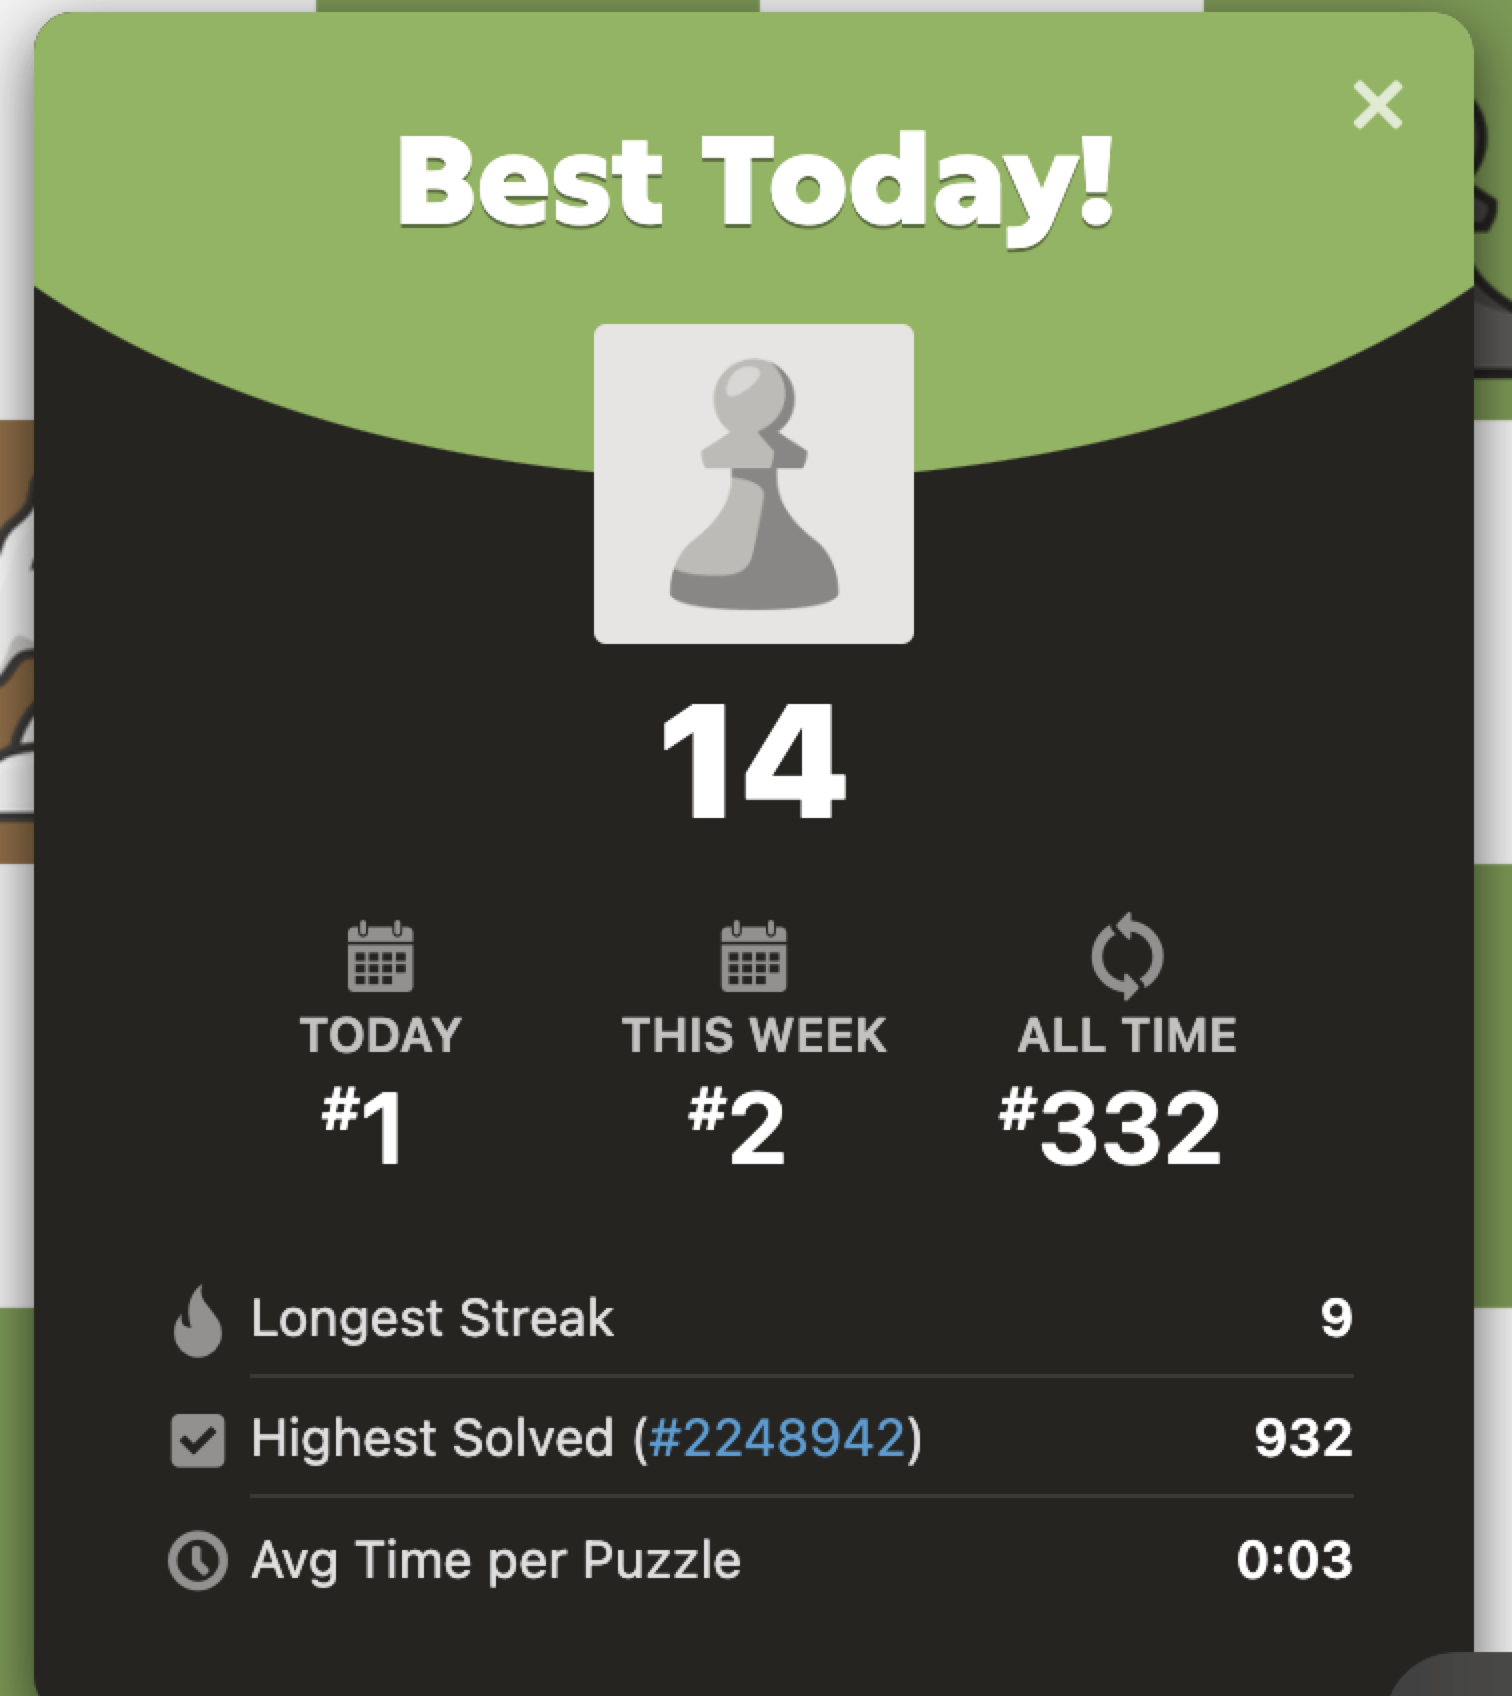 Best Today!
14
TODAY
THIS WEEK
ALL TIME
#1
#2
#332
Longest Streak 9
Highest Solved (#2248942) 932
Avg Time per Puzzle 0:03